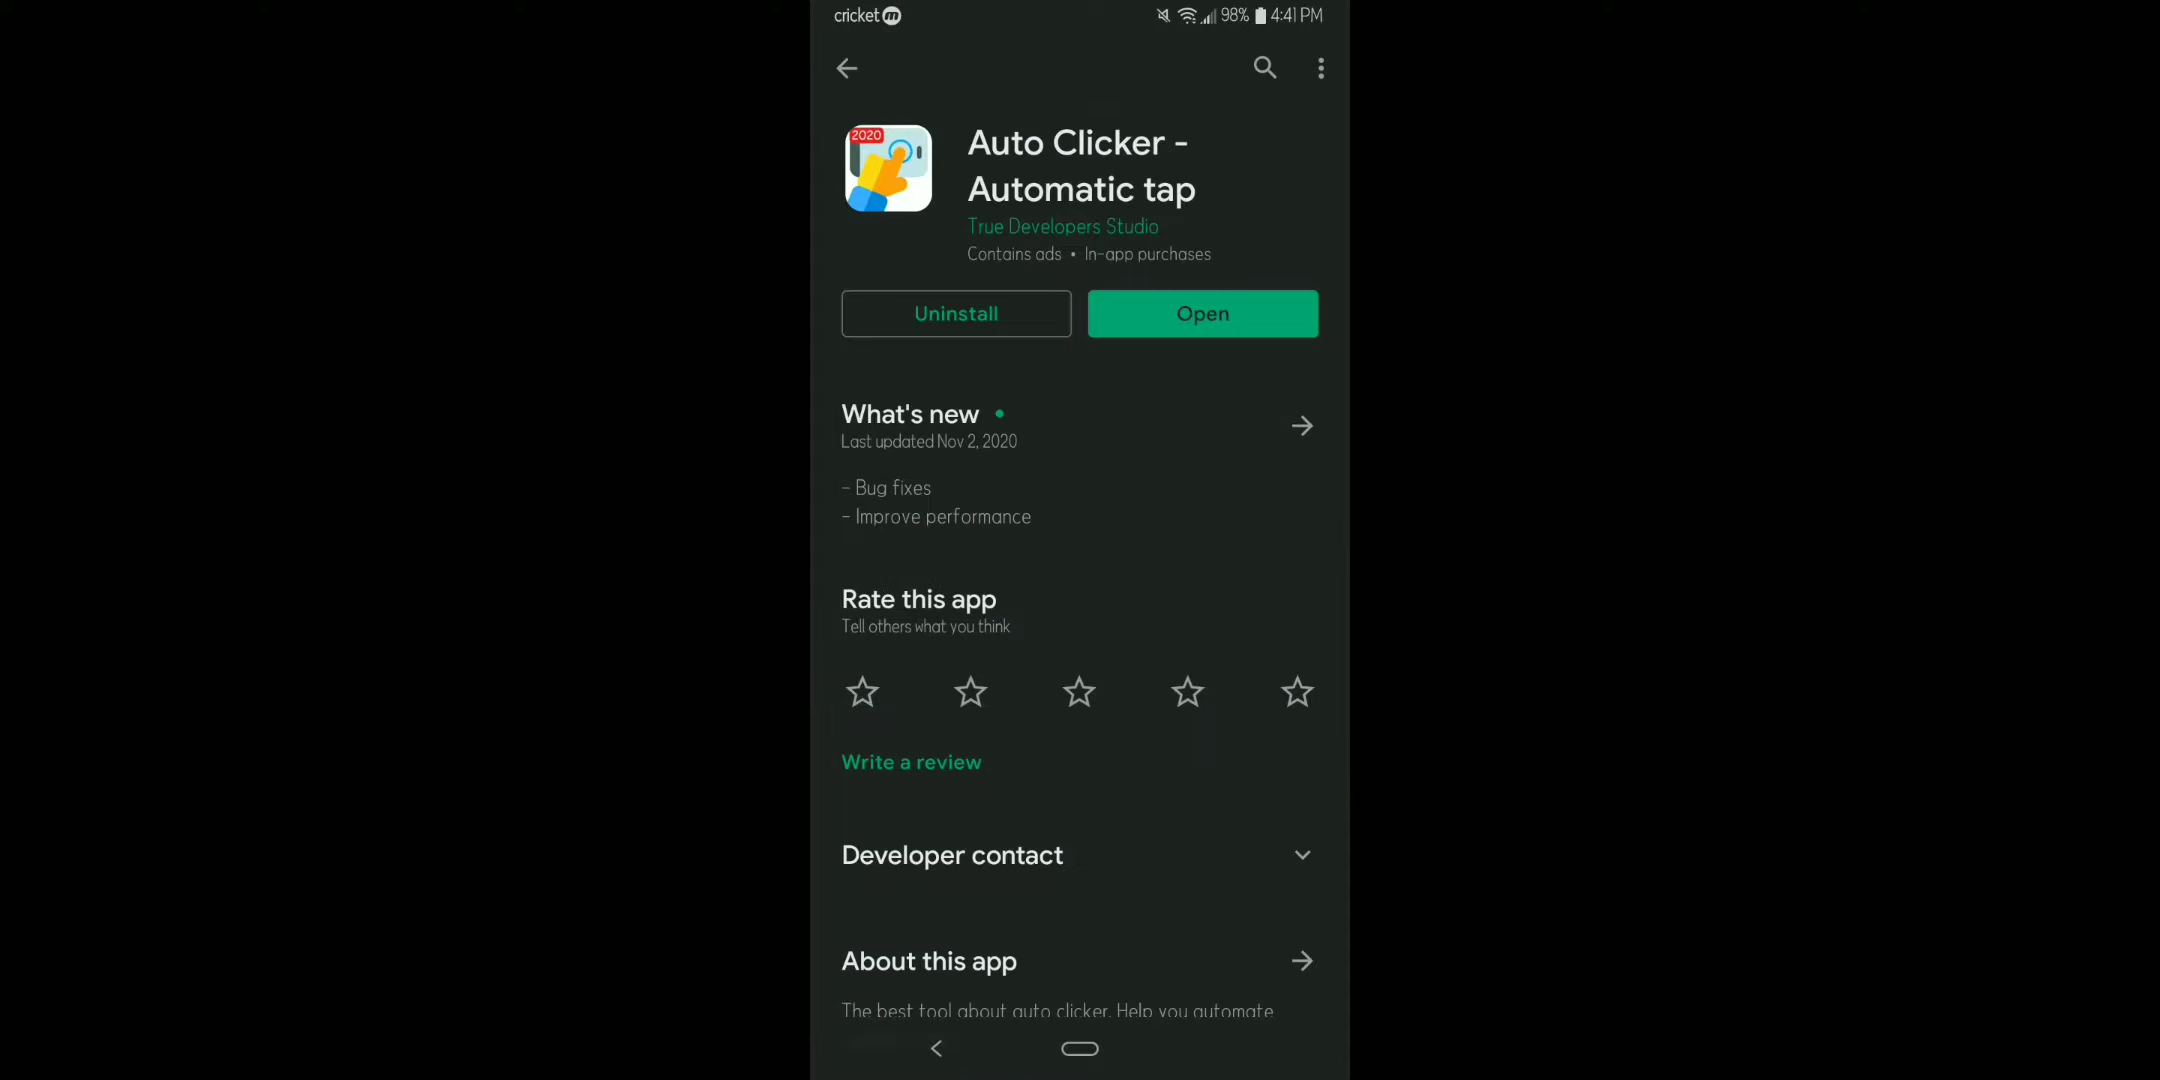 cricket m 98% 4:41 PM
2020
Auto Clicker -
Automatic tap
True Developers Studio
Contains ads • In-app purchases
Uninstall Open
What's new •
Last updated Nov 2, 2020
- Bug fixes
- Improve performance
Rate this app
Tell others what you think
Write a review
Developer contact
About this app
The best tool about auto clicker. Help you automate